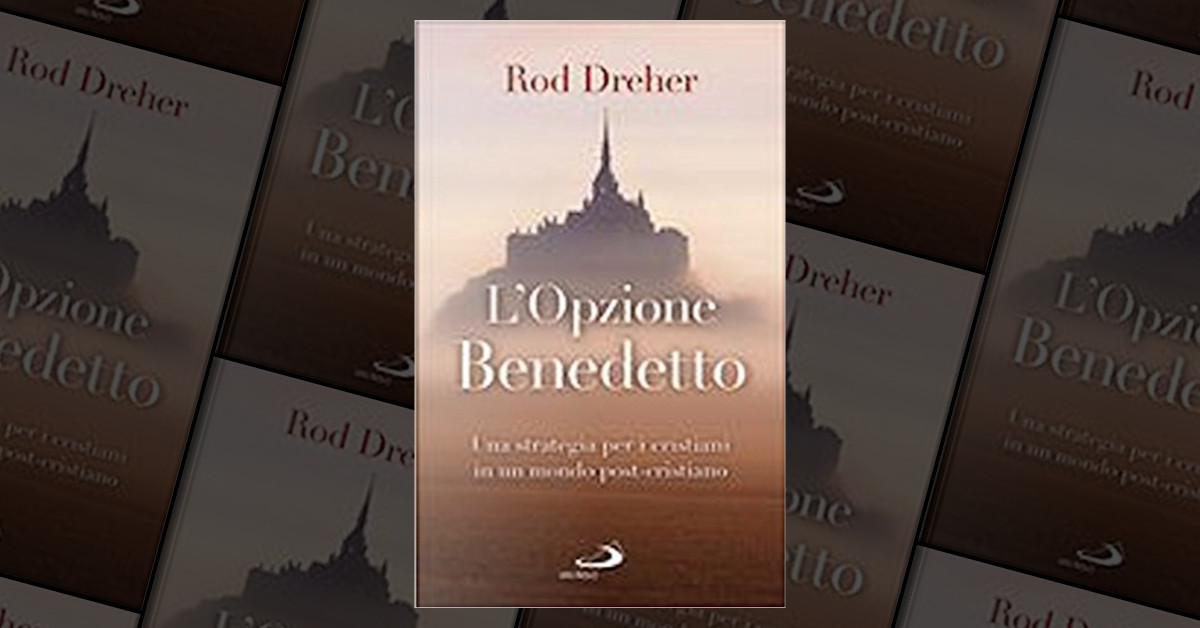 Rod Dreher
L'Opzione
Benedetto
Una strategia per i cristiani
in un mondo post-cristiano